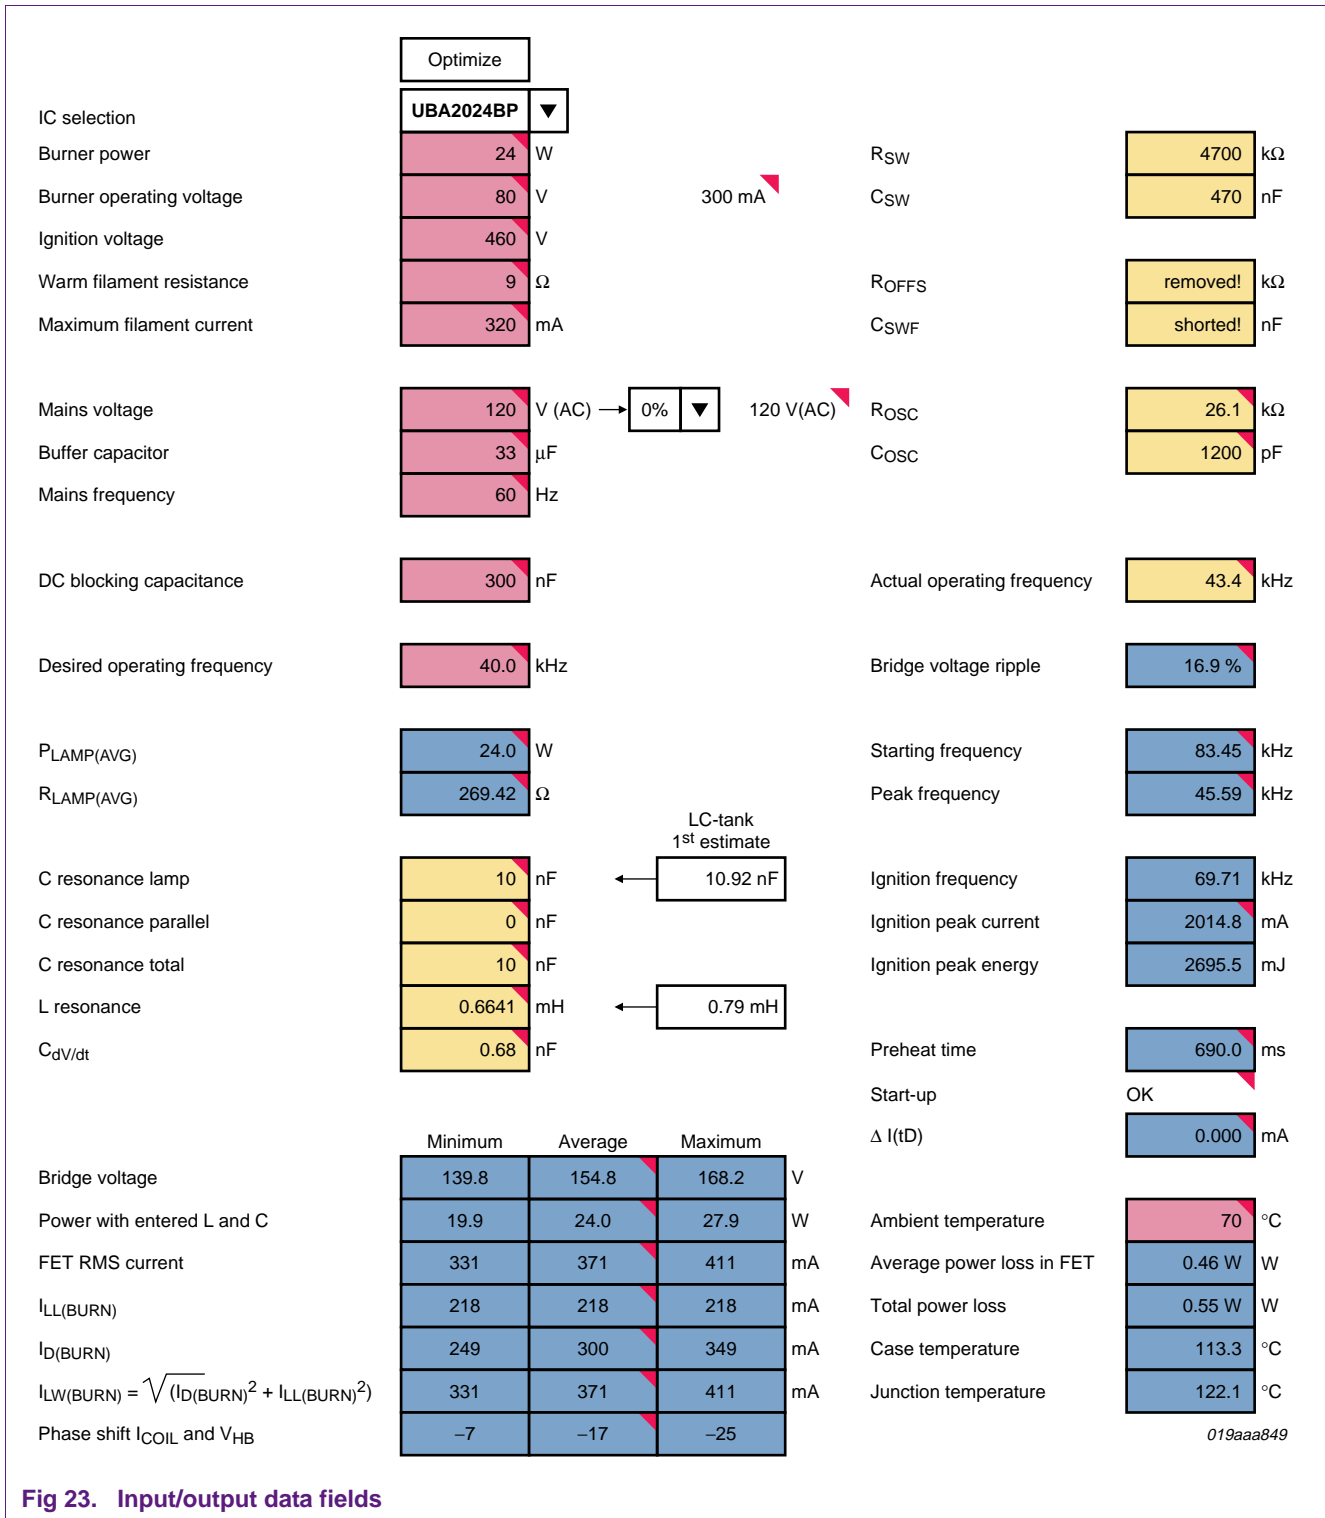 Optimize
IC selection UBA2024BP ▼
Burner power 24 W RSW 4700 kΩ
Burner operating voltage 80 V 300 mA CSW 470 nF
Ignition voltage 460 V
Warm filament resistance 9 Ω ROFFS removed! kΩ
Maximum filament current 320 mA CSWF shorted! nF
Mains voltage 120 V (AC) → 0% ▼ 120 V(AC) ROSC 26.1 kΩ
Buffer capacitor 33 μF COSC 1200 pF
Mains frequency 60 Hz
DC blocking capacitance 300 nF Actual operating frequency 43.4 kHz
Desired operating frequency 40.0 kHz Bridge voltage ripple 16.9 %
PLAMP(AVG) 24.0 W Starting frequency 83.45 kHz
RLAMP(AVG) 269.42 Ω Peak frequency 45.59 kHz
LC-tank
1st estimate
C resonance lamp 10 nF ← 10.92 nF Ignition frequency 69.71 kHz
C resonance parallel 0 nF Ignition peak current 2014.8 mA
C resonance total 10 nF Ignition peak energy 2695.5 mJ
L resonance 0.6641 mH ← 0.79 mH
CdV/dt 0.68 nF Preheat time 690.0 ms
Start-up OK
Δ I(tD) 0.000 mA
Minimum Average Maximum
Bridge voltage 139.8 154.8 168.2 V
Power with entered L and C 19.9 24.0 27.9 W Ambient temperature 70 °C
FET RMS current 331 371 411 mA Average power loss in FET 0.46 W W
ILL(BURN) 218 218 218 mA Total power loss 0.55 W W
ID(BURN) 249 300 349 mA Case temperature 113.3 °C
ILW(BURN) = √(ID(BURN)2 + ILL(BURN)2) 331 371 411 mA Junction temperature 122.1 °C
Phase shift ICOIL and VHB −7 −17 −25
019aaa849
Fig 23. Input/output data fields